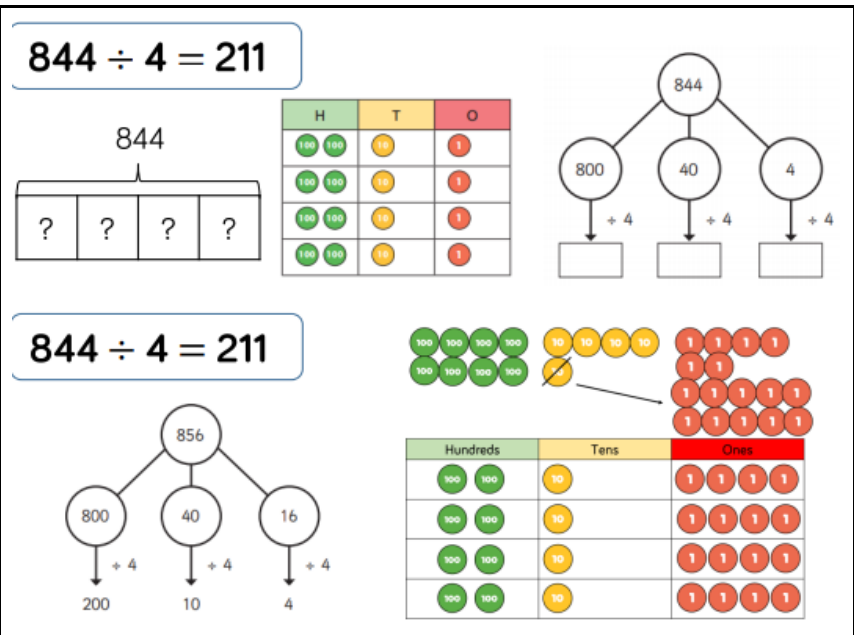 844 ÷ 4 = 211
844
? ? ? ?
H T O
100 100 10 1
100 100 10 1
100 100 10 1
100 100 10 1
844
800 40 4
÷ 4 ÷ 4 ÷ 4
844 ÷ 4 = 211
856
800 40 16
÷ 4 ÷ 4 ÷ 4
200 10 4
100 100 100 100 10 10 10 10 1 1 1 1
100 100 100 100 10 1 1
1 1 1 1 1
1 1 1 1 1
Hundreds Tens Ones
100 100 10 1 1 1 1
100 100 10 1 1 1 1
100 100 10 1 1 1 1
100 100 10 1 1 1 1